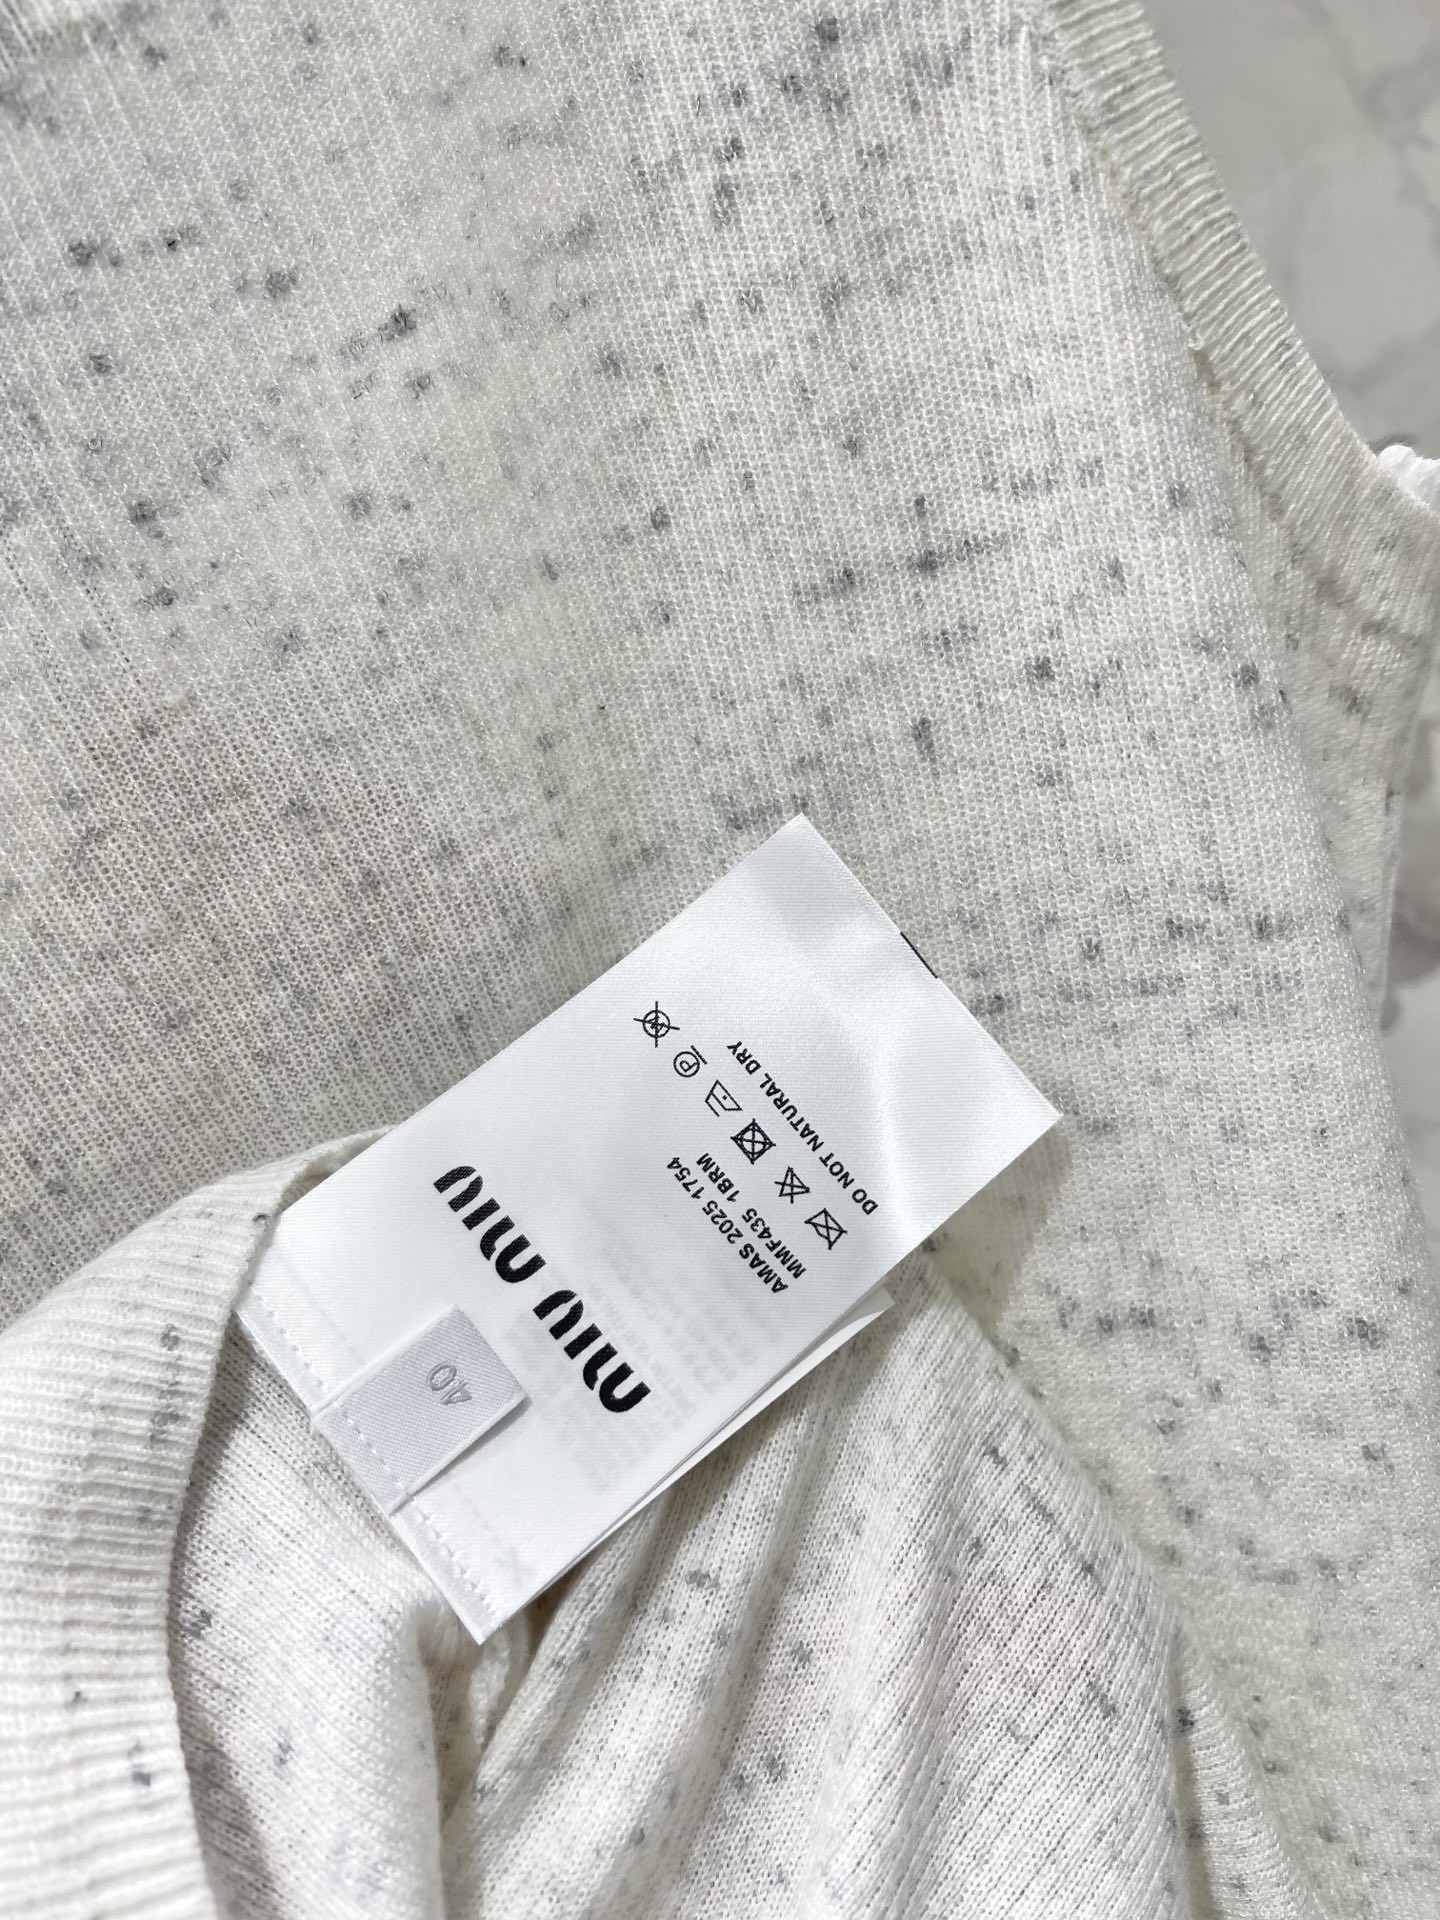 DO NOT NATURAL DRY
MMF435 1BRM
AMAS 2025 1754
MIU MIU
40